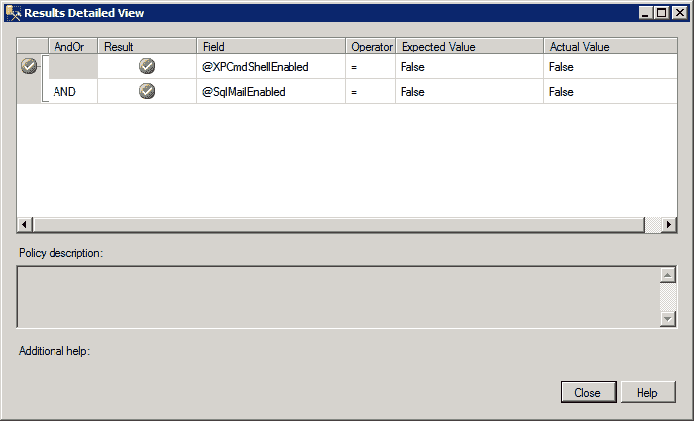 Results Detailed View
AndOr Result Field Operator Expected Value Actual Value
@XPCmdShellEnabled = False False
AND @SqlMailEnabled = False False
Policy description:
Additional help:
Close Help